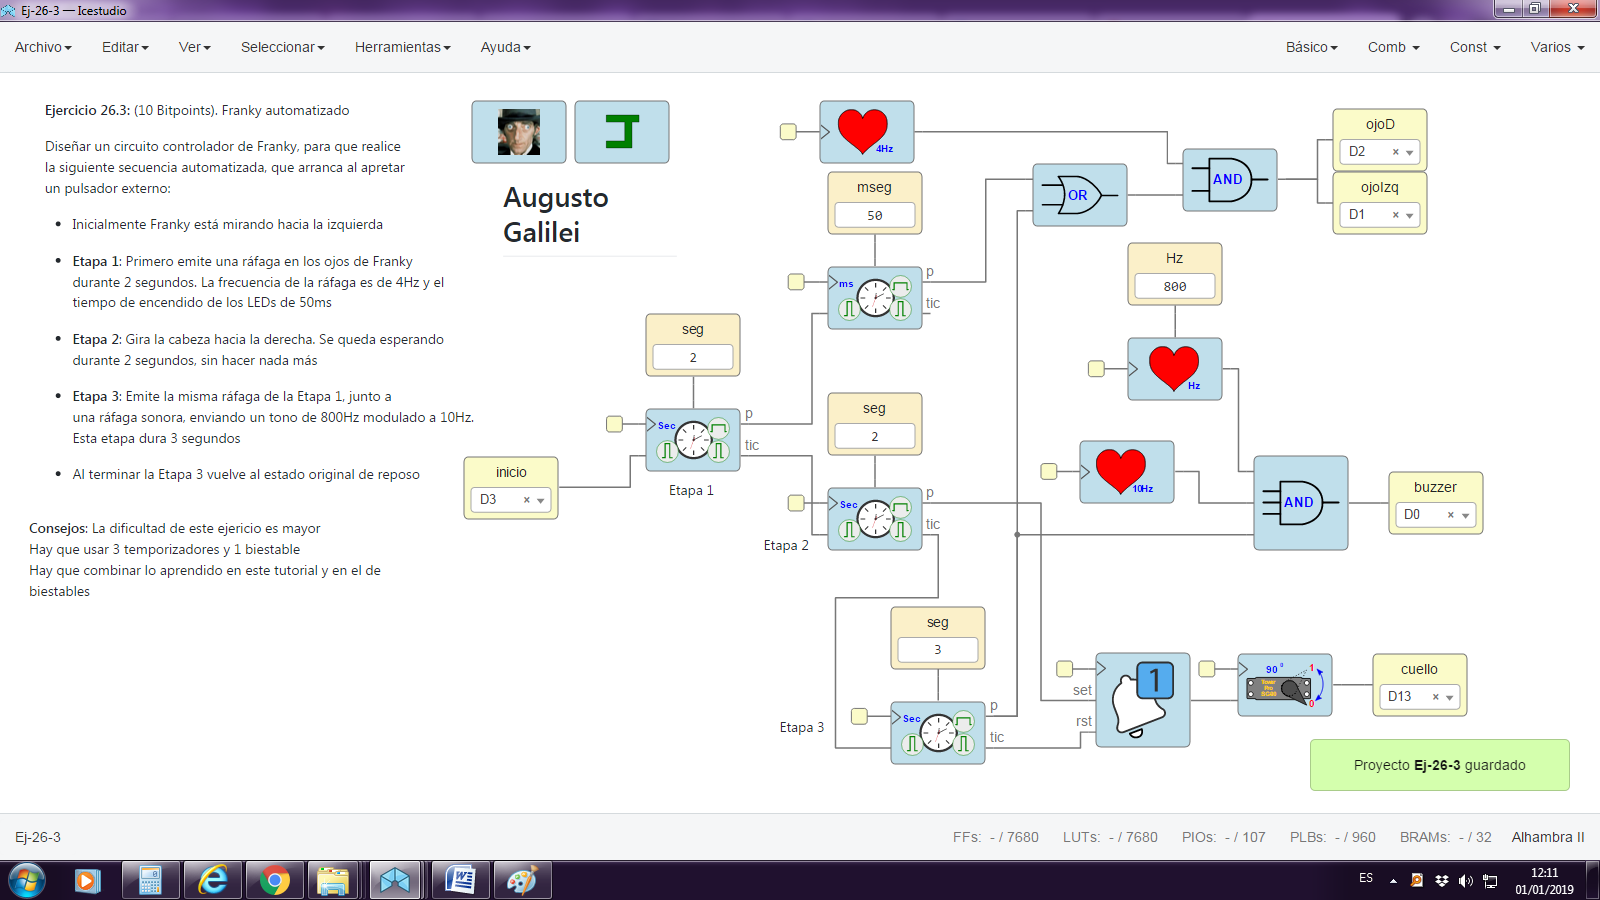 Ej-26-3 — Icestudio
Archivo Editar Ver Seleccionar Herramientas Ayuda Básico Comb Const Varios
Ejercicio 26.3: (10 Bitpoints). Franky automatizado
Diseñar un circuito controlador de Franky, para que realice
la siguiente secuencia automatizada, que arranca al apretar
un pulsador externo:
Inicialmente Franky está mirando hacia la izquierda
Etapa 1: Primero emite una ráfaga en los ojos de Franky
durante 2 segundos. La frecuencia de la ráfaga es de 4Hz y el
tiempo de encendido de los LEDs de 50ms
Etapa 2: Gira la cabeza hacia la derecha. Se queda esperando
durante 2 segundos, sin hacer nada más
Etapa 3: Emite la misma ráfaga de la Etapa 1, junto a
una ráfaga sonora, enviando un tono de 800Hz modulado a 10Hz.
Esta etapa dura 3 segundos
Al terminar la Etapa 3 vuelve al estado original de reposo
Consejos: La dificultad de este ejericio es mayor
Hay que usar 3 temporizadores y 1 biestable
Hay que combinar lo aprendido en este tutorial y en el de
biestables
Augusto
Galilei
4Hz
mseg
50
ms
p
tic
seg
2
Sec
p
tic
Etapa 1
inicio
D3
seg
2
Sec
p
tic
Etapa 2
seg
3
Sec
p
tic
Etapa 3
OR
AND
ojoD
D2
ojoIzq
D1
Hz
800
Hz
10Hz
AND
buzzer
D0
set
rst
1
90 º
1
0
Tower
Pro
SG90
cuello
D13
Proyecto Ej-26-3 guardado
Ej-26-3 FFs: - / 7680 LUTs: - / 7680 PIOs: - / 107 PLBs: - / 960 BRAMs: - / 32 Alhambra II
ES
12:11
01/01/2019